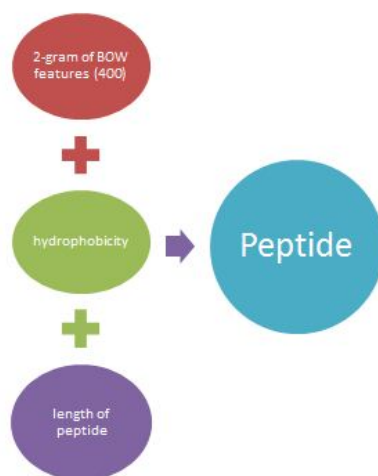 2-gram of BOW
features (400)
hydrophobicity
Peptide
length of
peptide